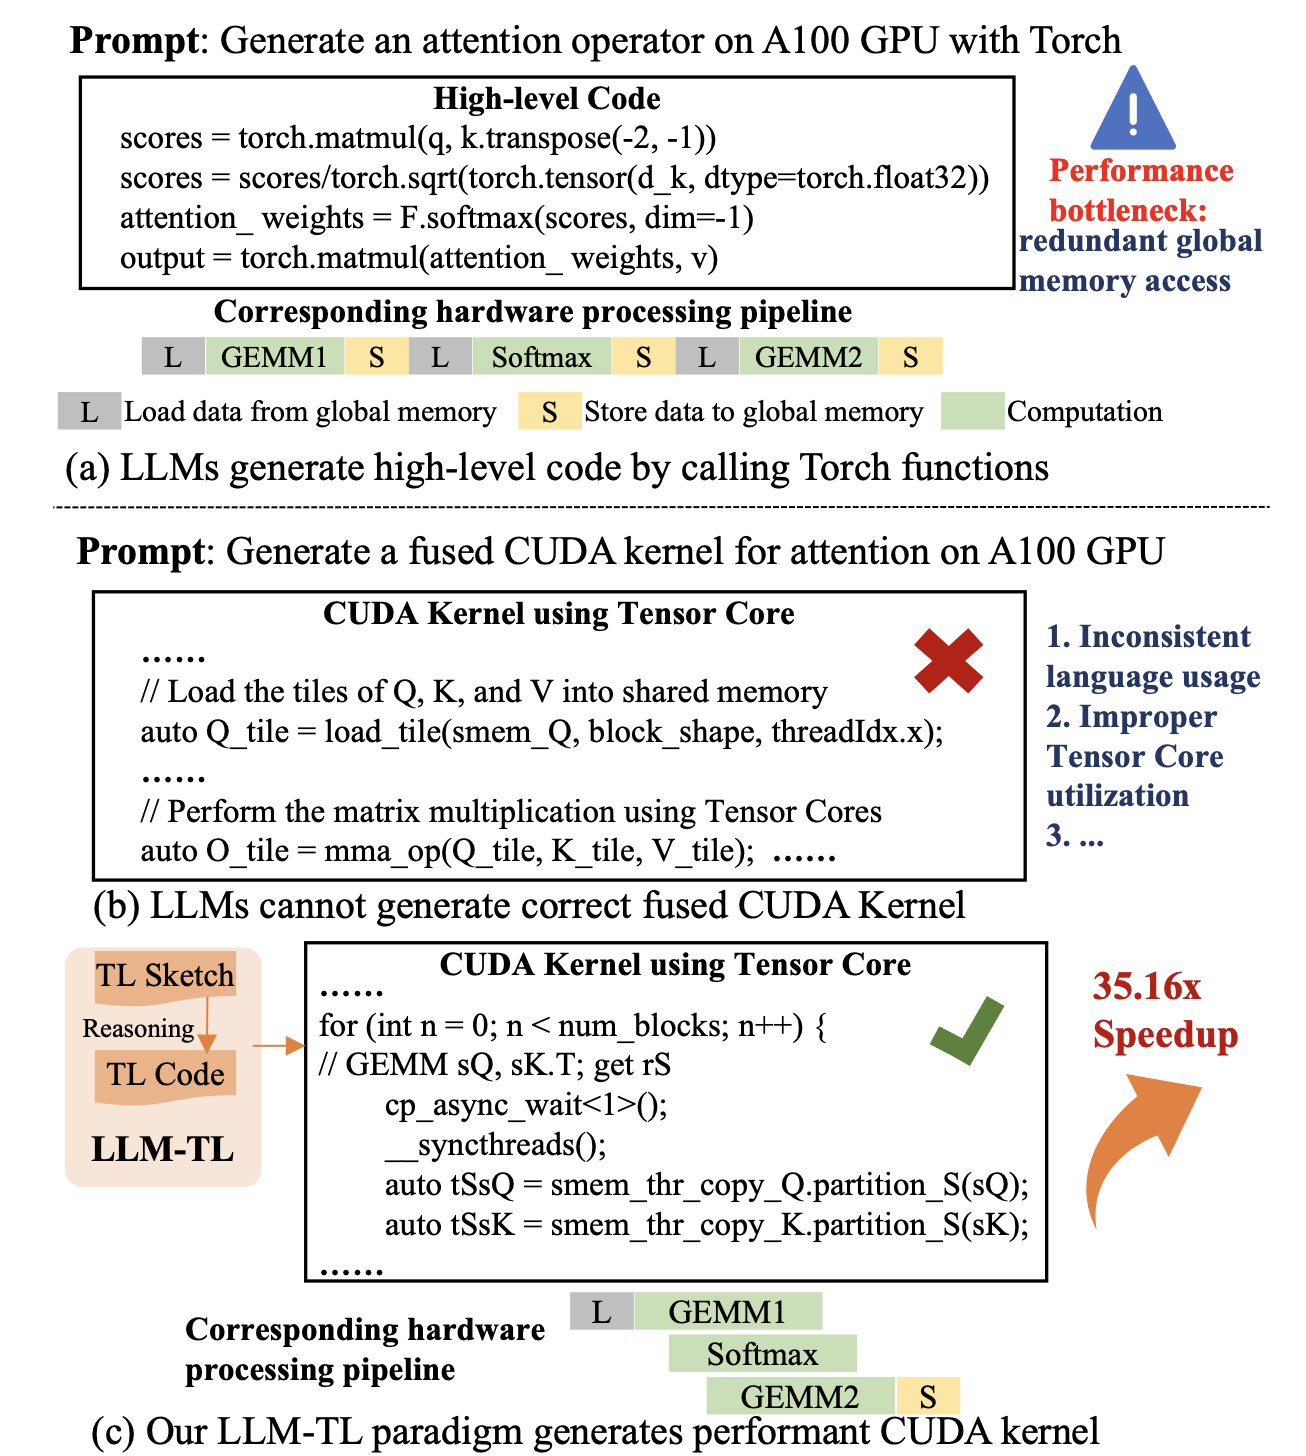 Prompt: Generate an attention operator on A100 GPU with Torch
High-level Code
scores = torch.matmul(q, k.transpose(-2, -1))
scores = scores/torch.sqrt(torch.tensor(d_k, dtype=torch.float32))
attention_ weights = F.softmax(scores, dim=-1)
output = torch.matmul(attention_ weights, v)
Performance
bottleneck:
redundant global
memory access
Corresponding hardware processing pipeline
L GEMM1 S L Softmax S L GEMM2 S
L Load data from global memory S Store data to global memory Computation
(a) LLMs generate high-level code by calling Torch functions
Prompt: Generate a fused CUDA kernel for attention on A100 GPU
CUDA Kernel using Tensor Core
......
// Load the tiles of Q, K, and V into shared memory
auto Q_tile = load_tile(smem_Q, block_shape, threadIdx.x);
......
// Perform the matrix multiplication using Tensor Cores
auto O_tile = mma_op(Q_tile, K_tile, V_tile); ......
1. Inconsistent
language usage
2. Improper
Tensor Core
utilization
3. ...
(b) LLMs cannot generate correct fused CUDA Kernel
TL Sketch
Reasoning
TL Code
LLM-TL
CUDA Kernel using Tensor Core
......
for (int n = 0; n < num_blocks; n++) {
// GEMM sQ, sK.T; get rS
cp_async_wait<1>();
__syncthreads();
auto tSsQ = smem_thr_copy_Q.partition_S(sQ);
auto tSsK = smem_thr_copy_K.partition_S(sK);
......
35.16x
Speedup
Corresponding hardware
processing pipeline
L GEMM1
Softmax
GEMM2 S
(c) Our LLM-TL paradigm generates performant CUDA kernel